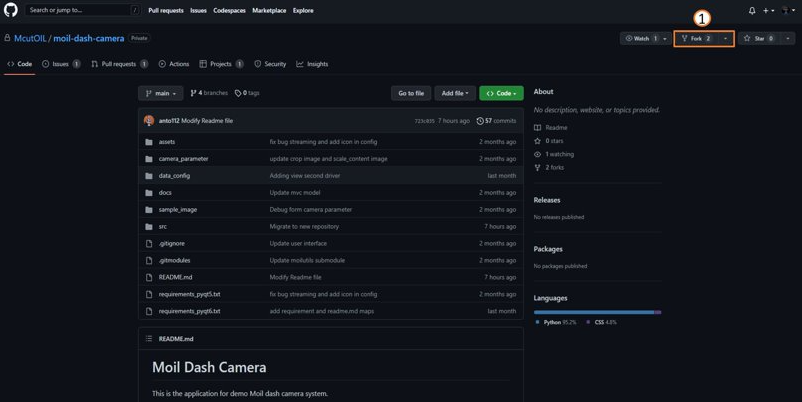 Search or jump to... / Pull requests Issues Codespaces Marketplace Explore
1
McutOIL / moil-dash-camera Private Watch 1 Fork 2 Star 0
Code Issues 1 Pull requests 1 Actions Projects 1 Security Insights
main 4 branches 0 tags Go to file Add file Code
anto112 Modify Readme file 723c835 7 hours ago 57 commits
assets fix bug streaming and add icon in config 2 months ago
camera_parameter update crop image and scale_content image 2 months ago
data_config Adding view second driver last month
docs Update mvc model 2 months ago
sample_image Debug form camera parameter 2 months ago
src Migrate to new repository 7 hours ago
.gitignore Update user interface 2 months ago
.gitmodules Update moilutils submodule 2 months ago
README.md Modify Readme file 7 hours ago
requirements_pyqt5.txt fix bug streaming and add icon in config 2 months ago
requirements_pyqt6.txt add requirement and readme.md maps last month
README.md
Moil Dash Camera
This is the application for demo Moil dash camera system.
About
No description, website, or topics provided.
Readme
0 stars
1 watching
2 forks
Releases
No releases published
Packages
No packages published
Languages
Python 95.2% CSS 4.8%